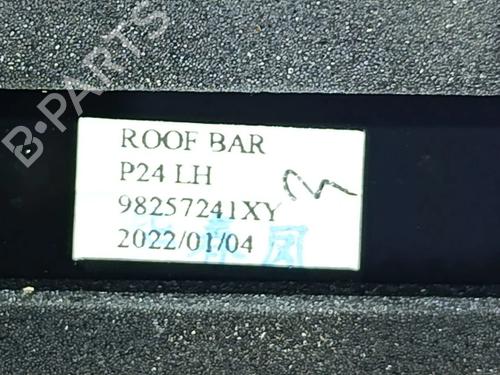 B-PARTS
ROOF BAR
P24 LH
98257241XY
2022/01/04